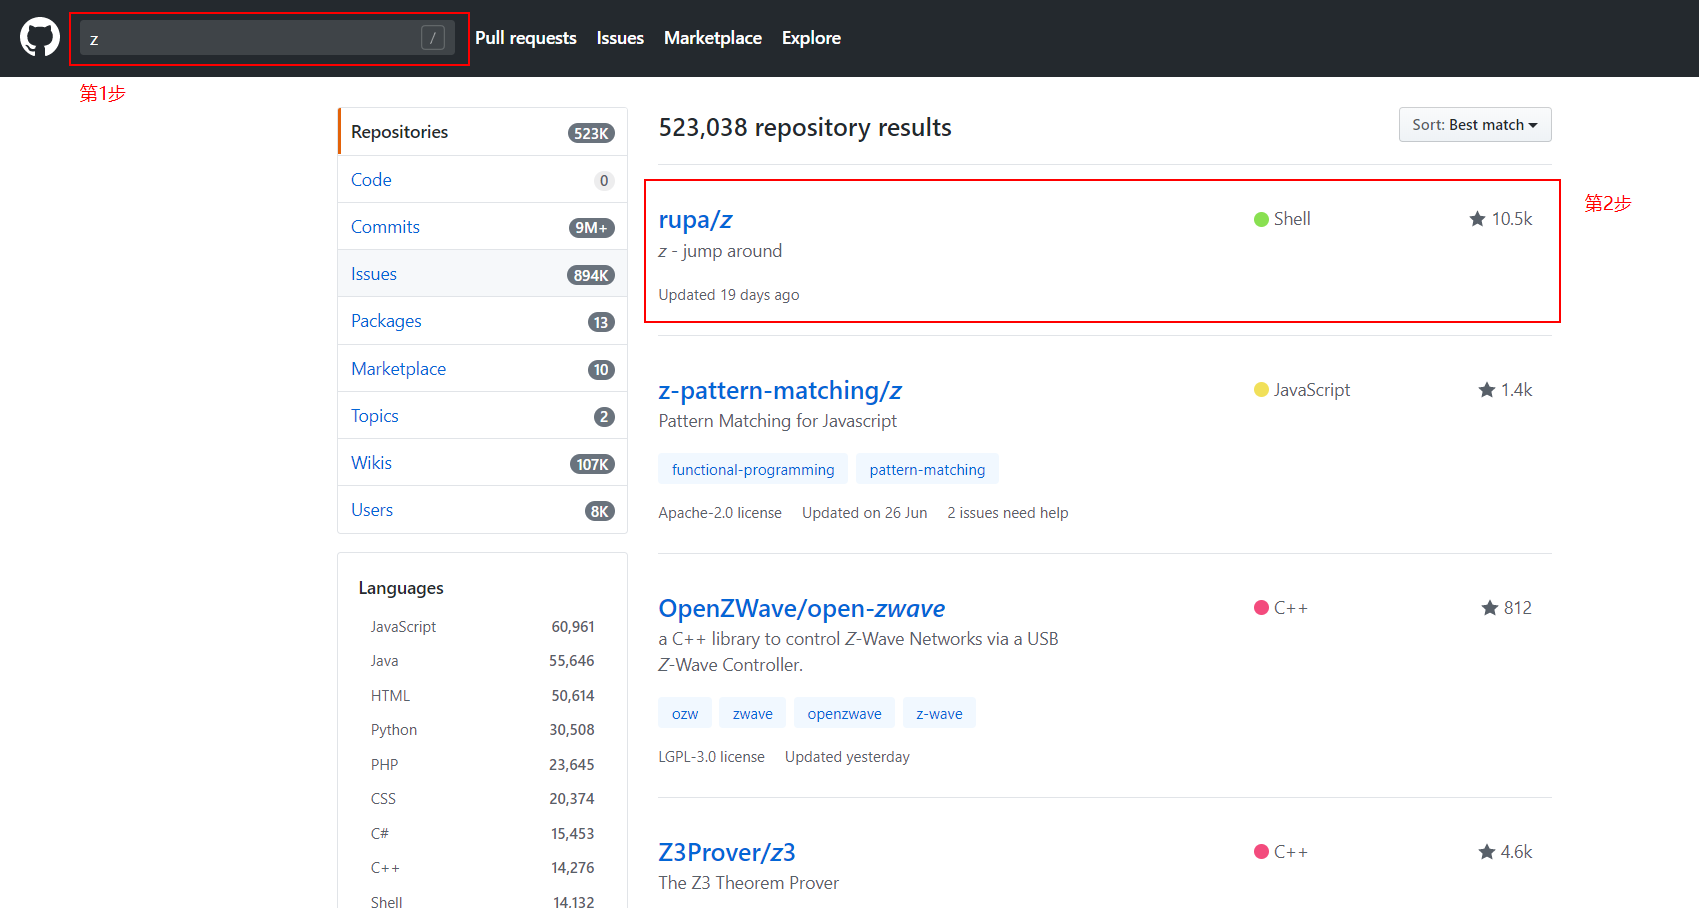 z /
Pull requests Issues Marketplace Explore
第1步
Repositories 523K
Code 0
Commits 9M+
Issues 894K
Packages 13
Marketplace 10
Topics 2
Wikis 107K
Users 8K
Languages
JavaScript 60,961
Java 55,646
HTML 50,614
Python 30,508
PHP 23,645
CSS 20,374
C# 15,453
C++ 14,276
Shell 14,132
523,038 repository results
Sort: Best match
第2步
rupa/z Shell 10.5k
z - jump around
Updated 19 days ago
z-pattern-matching/z JavaScript 1.4k
Pattern Matching for Javascript
functional-programming pattern-matching
Apache-2.0 license Updated on 26 Jun 2 issues need help
OpenZWave/open-zwave C++ 812
a C++ library to control Z-Wave Networks via a USB
Z-Wave Controller.
ozw zwave openzwave z-wave
LGPL-3.0 license Updated yesterday
Z3Prover/z3 C++ 4.6k
The Z3 Theorem Prover